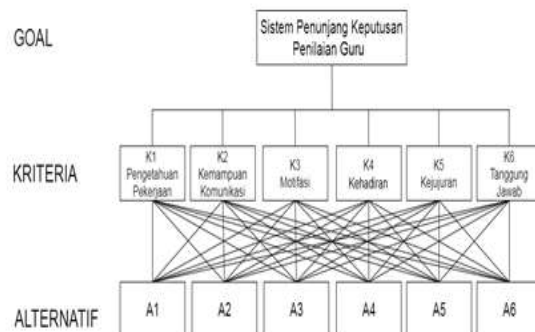 GOAL
Sistem Penunjang Keputusan
Penilaian Guru
KRITERIA
K1
Pengetahuan
Pekerjaan
K2
Kemampuan
Komunikasi
K3
Motifasi
K4
Kehadiran
K5
Kejujuran
K6
Tanggung
Jawab
ALTERNATIF
A1
A2
A3
A4
A5
A6